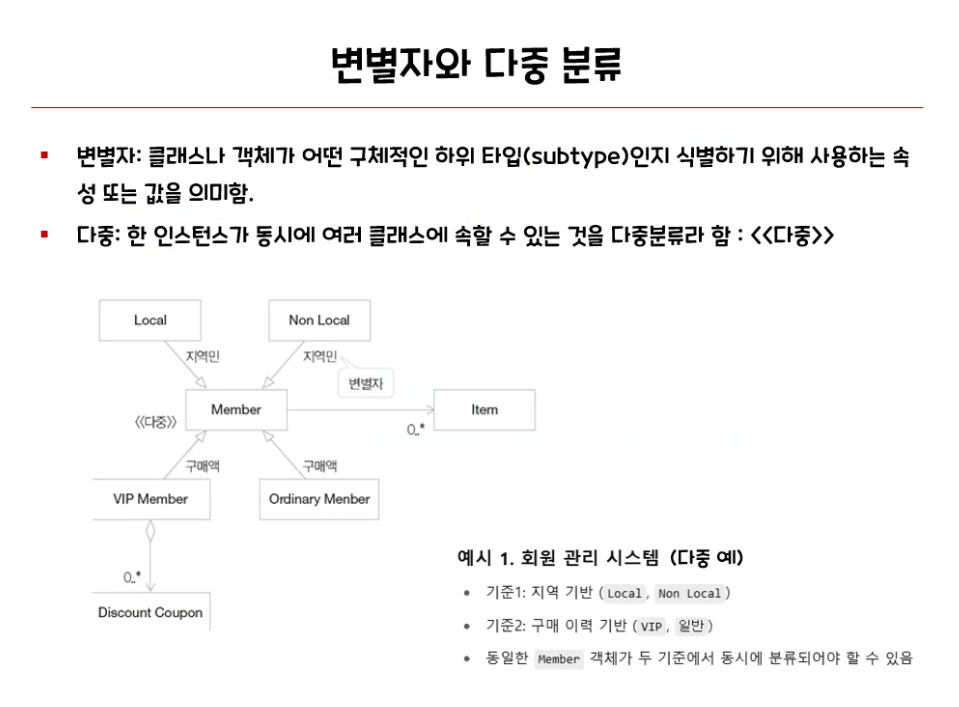 변별자와 다중 분류
▪ 변별자: 클래스나 객체가 어떤 구체적인 하위 타입(subtype)인지 식별하기 위해 사용하는 속
성 또는 값을 의미함.
▪ 다중: 한 인스턴스가 동시에 여러 클래스에 속할 수 있는 것을 다중분류라 함 : <<다중>>
Local
Non Local
지역민
지역민
변별자
Member
Item
<<다중>>
0..*
구매액
구매액
VIP Member
Ordinary Menber
0..*
Discount Coupon
예시 1. 회원 관리 시스템 (다중 예)
• 기준1: 지역 기반 (Local, Non Local)
• 기준2: 구매 이력 기반 (VIP, 일반)
• 동일한 Member 객체가 두 기준에서 동시에 분류되어야 할 수 있음